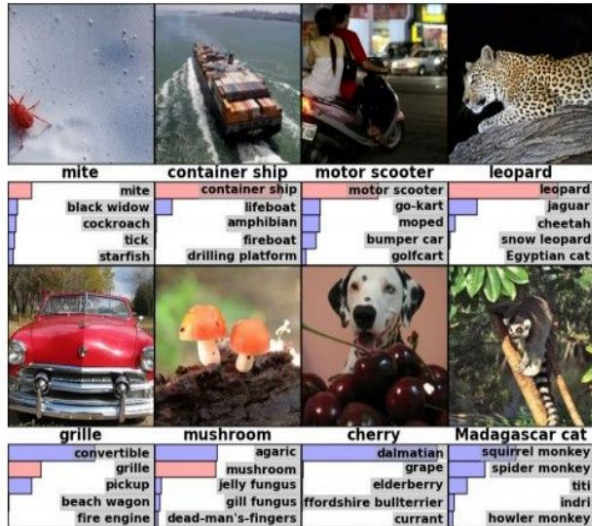 mite container ship motor scooter leopard
mite container ship motor scooter leopard
black widow lifeboat go-kart jaguar
cockroach amphibian moped cheetah
tick fireboat bumper car snow leopard
starfish drilling platform golfcart Egyptian cat
grille mushroom cherry Madagascar cat
convertible agaric dalmatian squirrel monkey
grille mushroom grape spider monkey
pickup jelly fungus elderberry titi
beach wagon gill fungus ffordshire bullterrier indri
fire engine dead-man's-fingers currant howler monkey